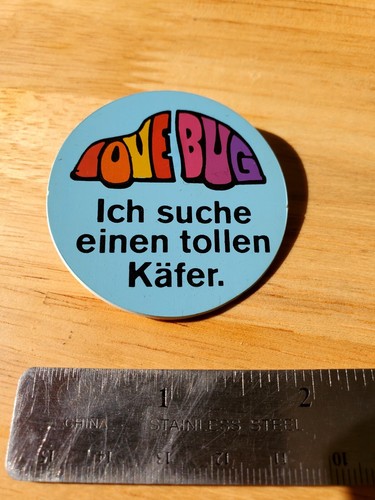 LOVE BUG
Ich suche
einen tollen
Käfer.
1 2
CHINA STAINLESS STEEL